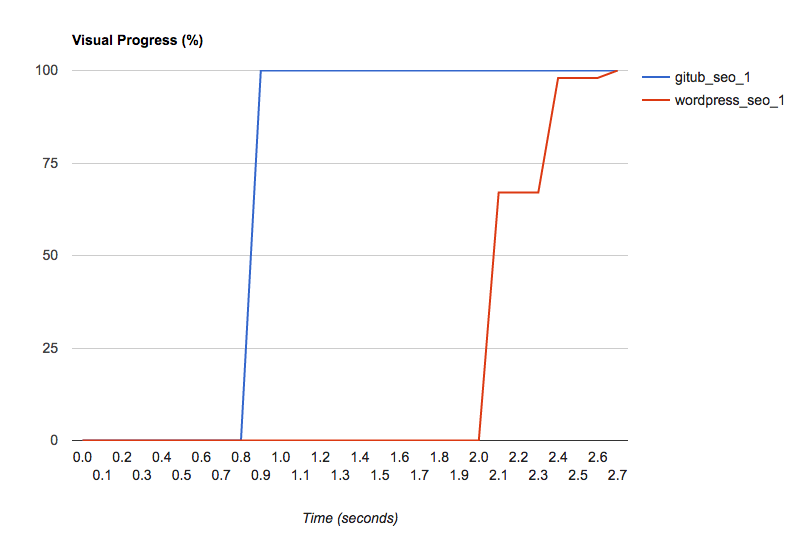 Visual Progress (%)
100
gitub_seo_1
wordpress_seo_1
75
50
25
0
0.0 0.2 0.4 0.6 0.8 1.0 1.2 1.4 1.6 1.8 2.0 2.2 2.4 2.6
0.1 0.3 0.5 0.7 0.9 1.1 1.3 1.5 1.7 1.9 2.1 2.3 2.5 2.7
Time (seconds)